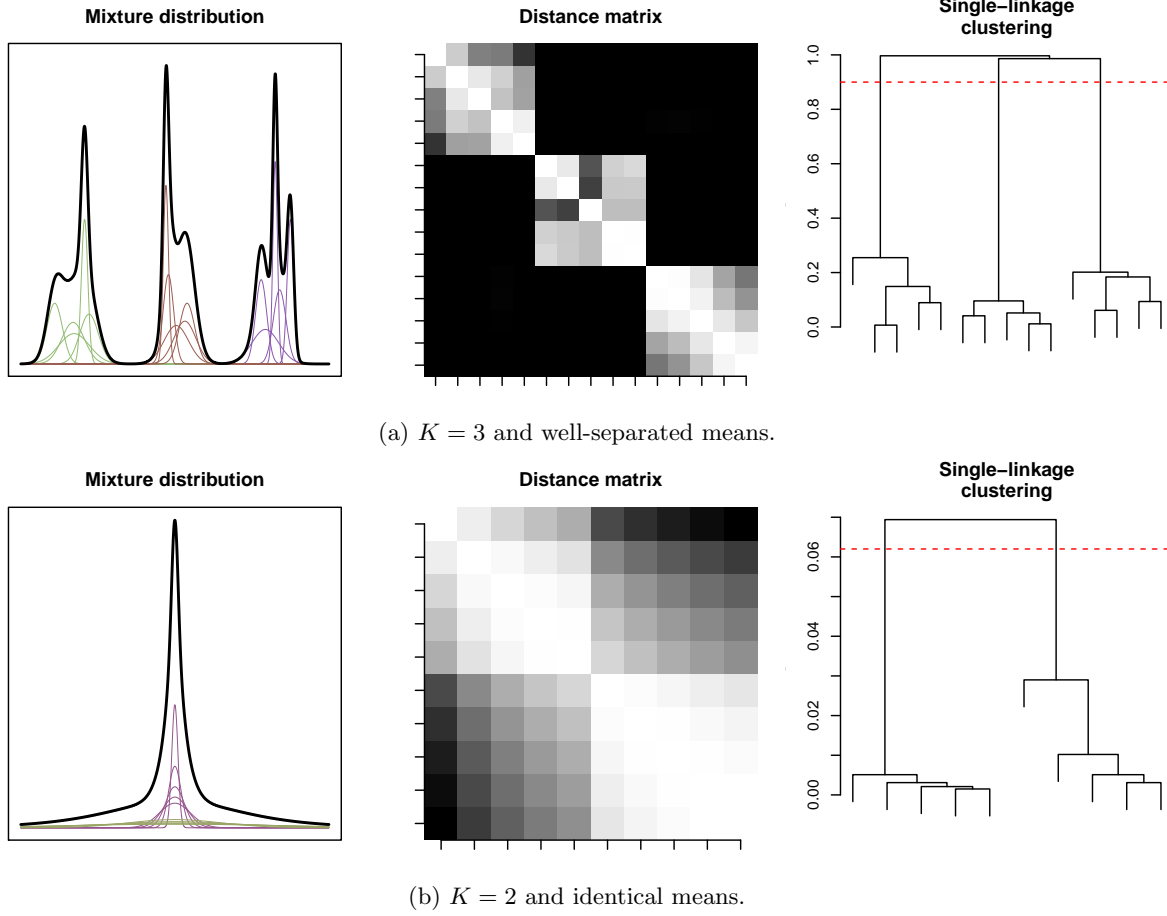 Mixture distribution
Distance matrix
Single−linkage
clustering
1.0
0.8
0.6
0.4
0.2
0.0
(a) K = 3 and well-separated means.
Mixture distribution
Distance matrix
Single−linkage
clustering
0.06
0.04
0.02
0.00
(b) K = 2 and identical means.